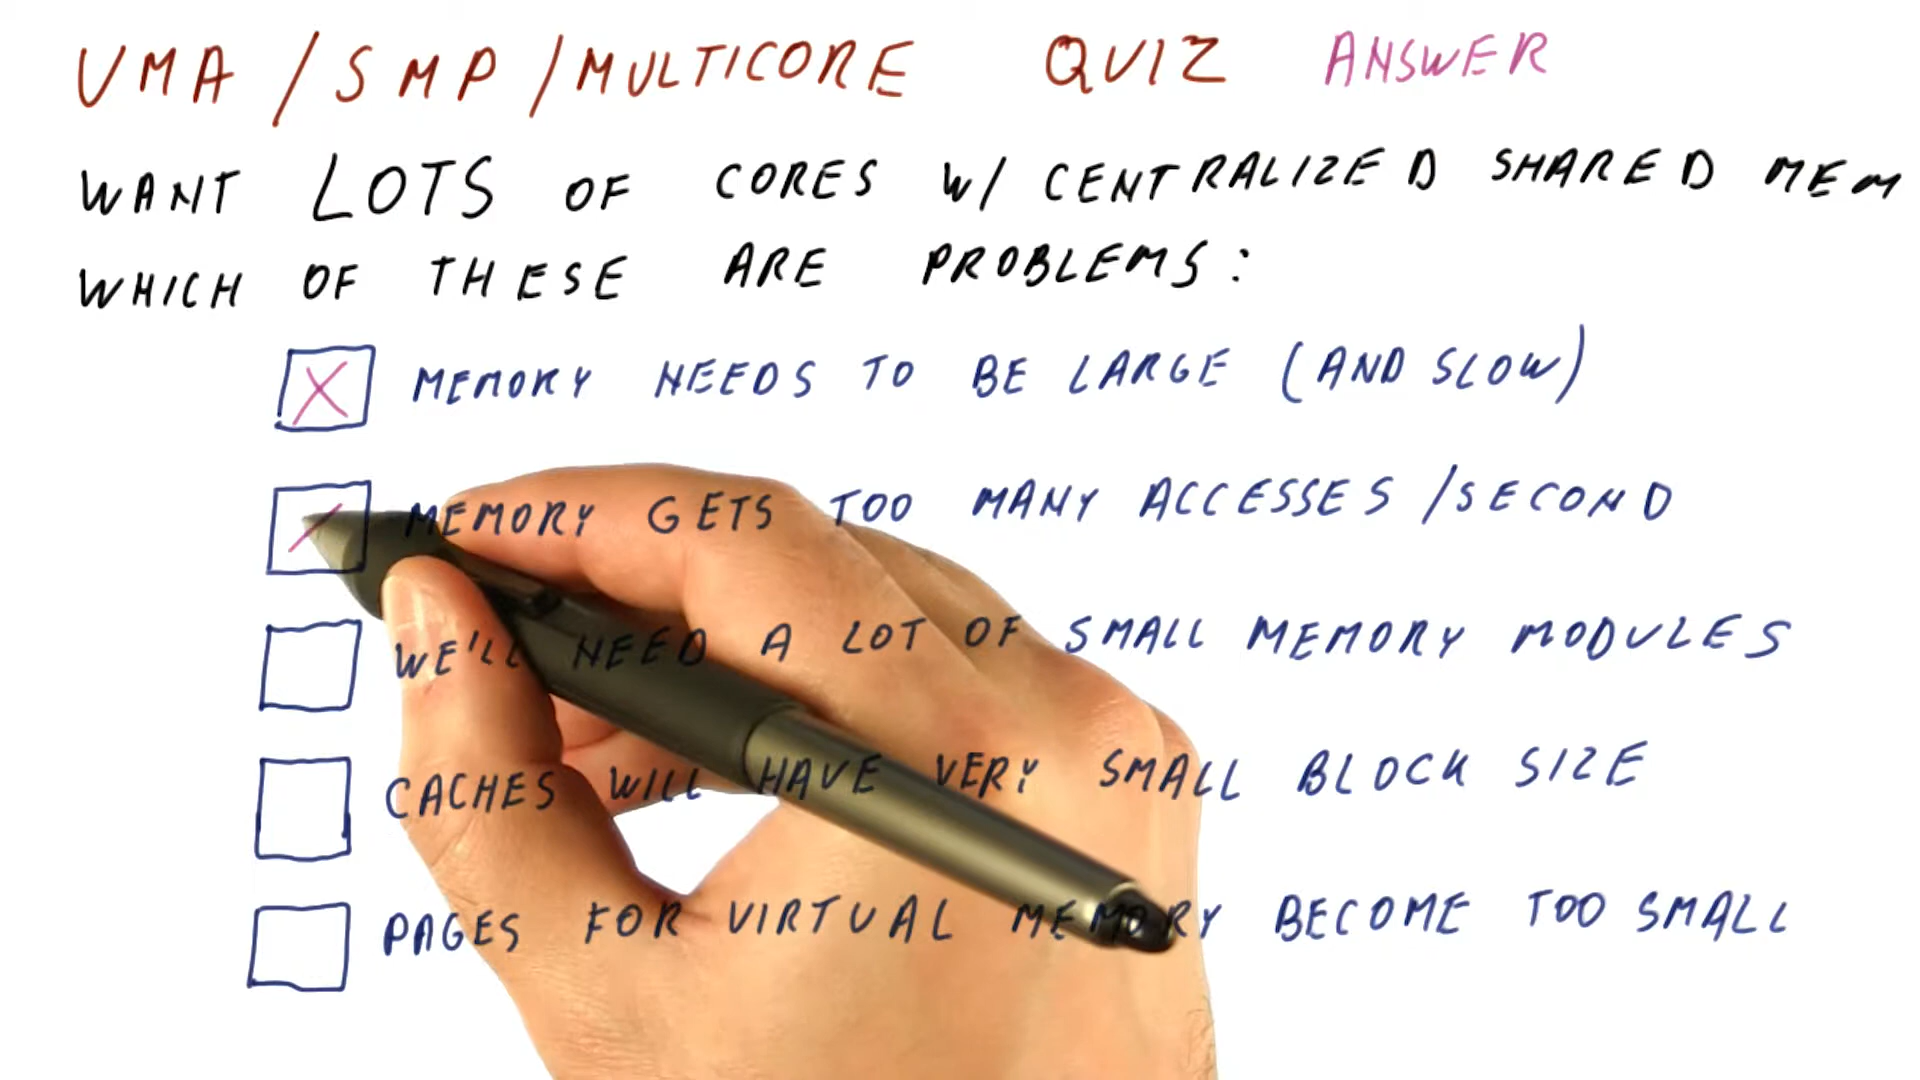 UMA/SMP/MULTICORE QUIZ ANSWER
WANT LOTS OF CORES W/ CENTRALIZED SHARED MEM
WHICH OF THESE ARE PROBLEMS:
X MEMORY NEEDS TO BE LARGE (AND SLOW)
MEMORY GETS TOO MANY ACCESSES/SECOND
WE'LL NEED A LOT OF SMALL MEMORY MODULES
CACHES WILL HAVE VERY SMALL BLOCK SIZE
PAGES FOR VIRTUAL MEMORY BECOME TOO SMALL